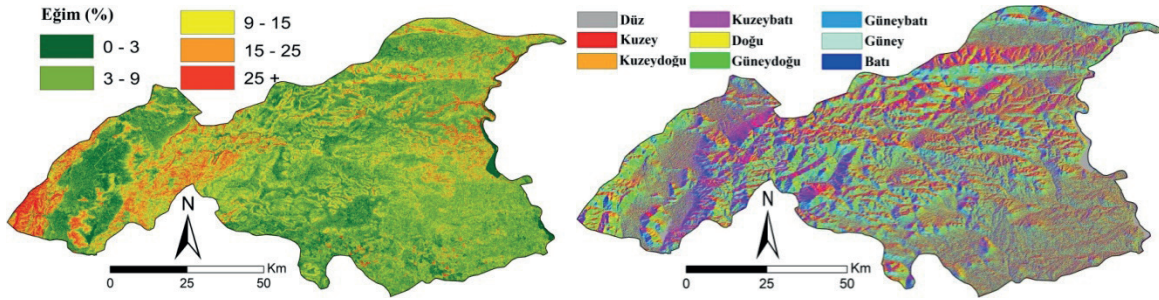 Eğim (%)
0 - 3
3 - 9
9 - 15
15 - 25
25 +
N
Km
0 25 50
Düz
Kuzey
Kuzeydoğu
Kuzeybatı
Doğu
Güneydoğu
Güneybatı
Güney
Batı
N
Km
0 25 50